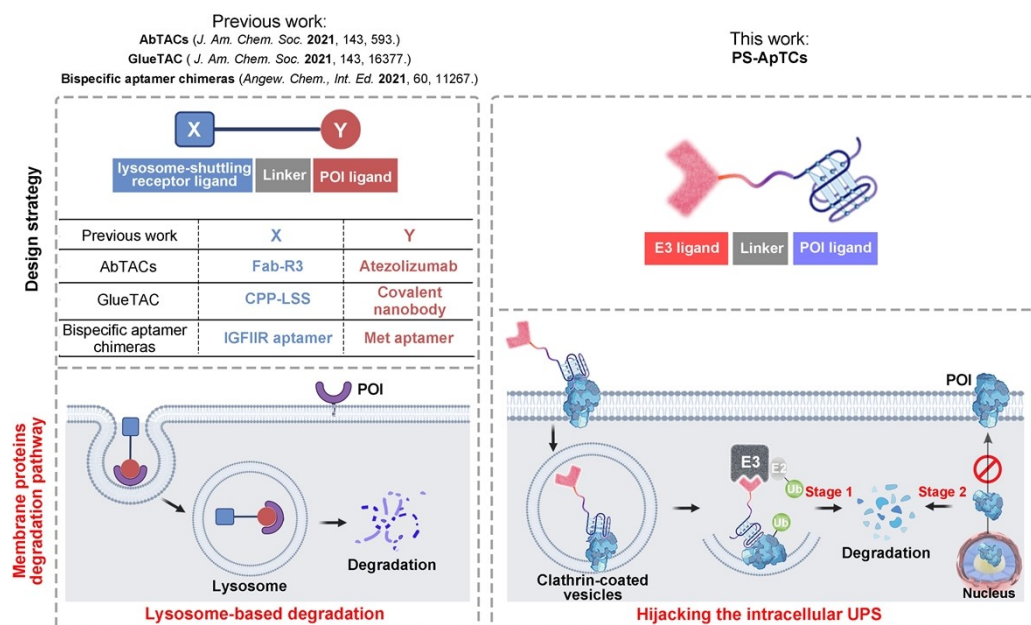 Previous work:
AbTACs (J. Am. Chem. Soc. 2021, 143, 593.)
GlueTAC ( J. Am. Chem. Soc. 2021, 143, 16377.)
Bispecific aptamer chimeras (Angew. Chem., Int. Ed. 2021, 60, 11267.)
This work:
PS-ApTCs
Design strategy
X
Y
lysosome-shuttling
receptor ligand
Linker
POI ligand
Previous work X Y
AbTACs Fab-R3 Atezolizumab
GlueTAC CPP-LSS Covalent
nanobody
Bispecific aptamer
chimeras
IGFIIR aptamer Met aptamer
E3 ligand
Linker
POI ligand
Membrane proteins
degradation pathway
POI
Lysosome
Degradation
Lysosome-based degradation
POI
E3
E2
Ub
Ub
Stage 1
Stage 2
Degradation
Clathrin-coated
vesicles
Nucleus
Hijacking the intracellular UPS